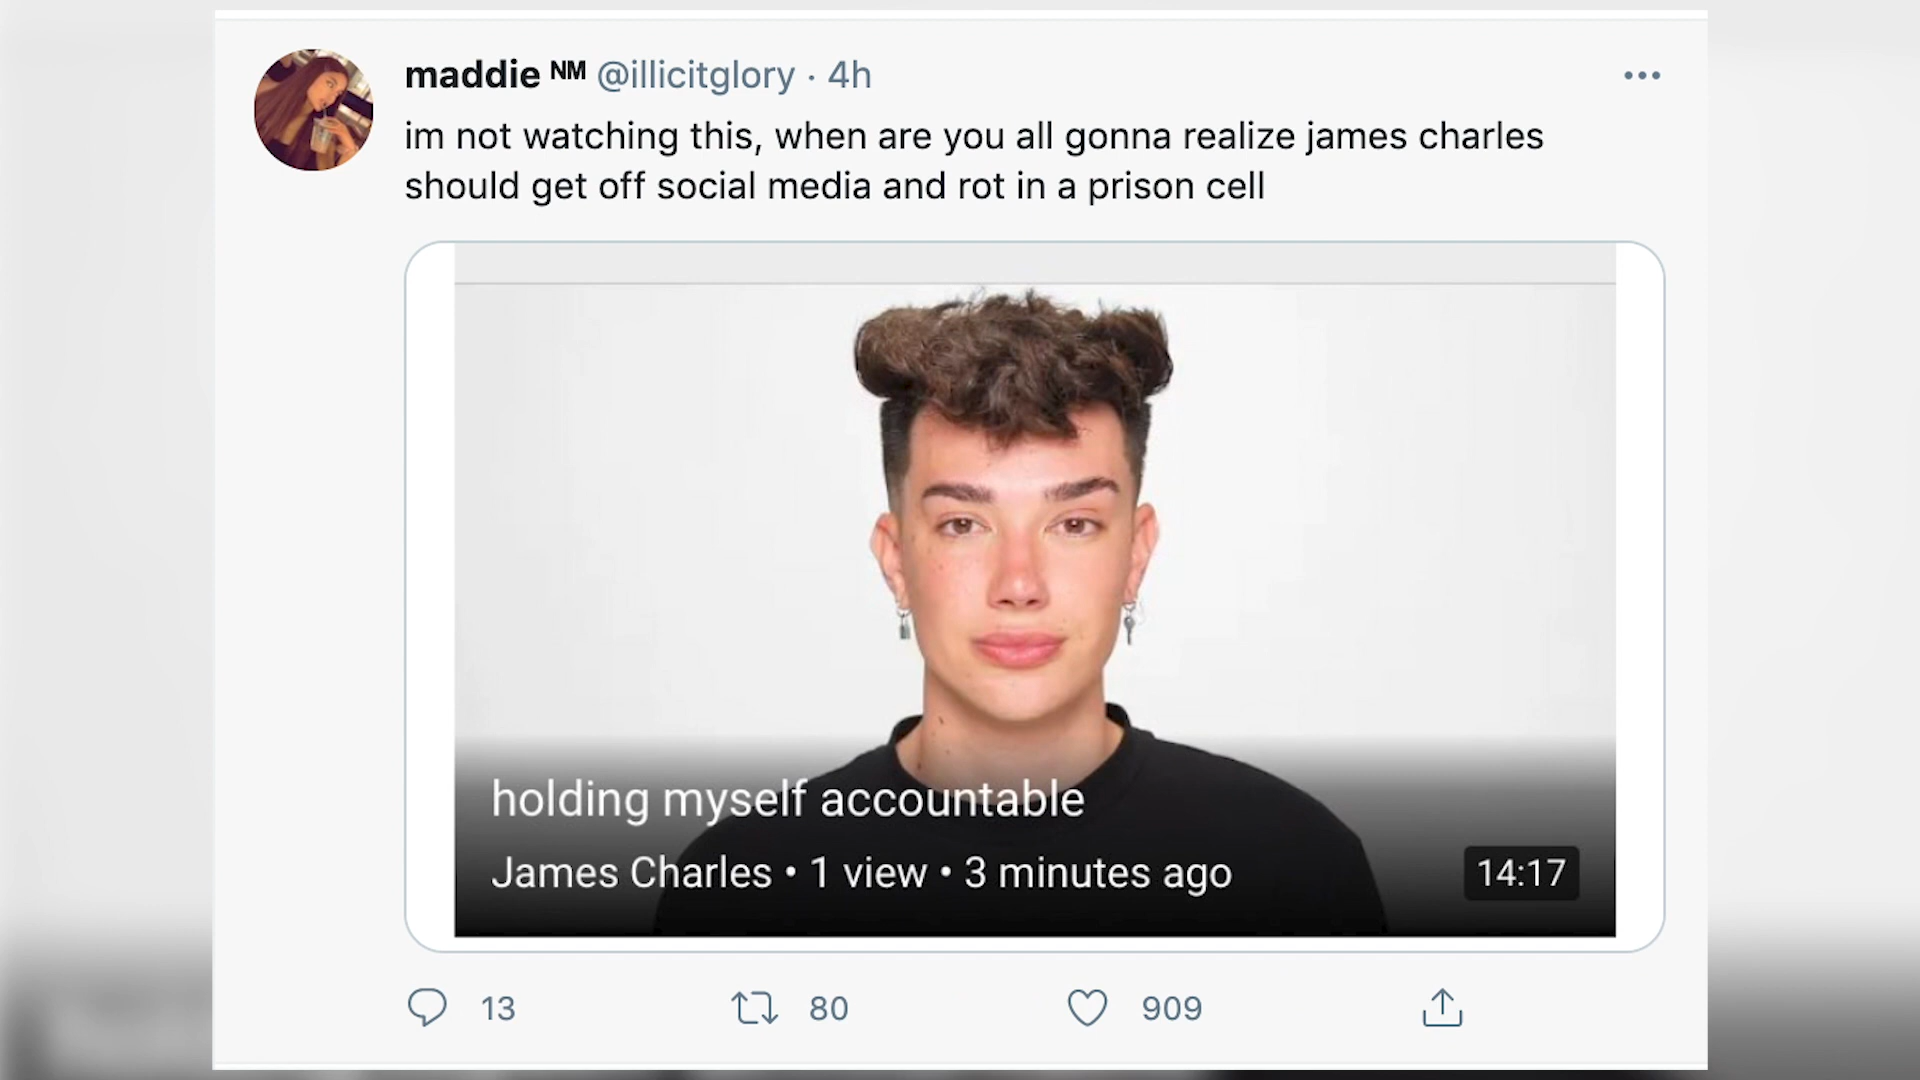 maddie NM @illicitglory · 4h
im not watching this, when are you all gonna realize james charles
should get off social media and rot in a prison cell
holding myself accountable
James Charles • 1 view • 3 minutes ago
14:17
13 80 909